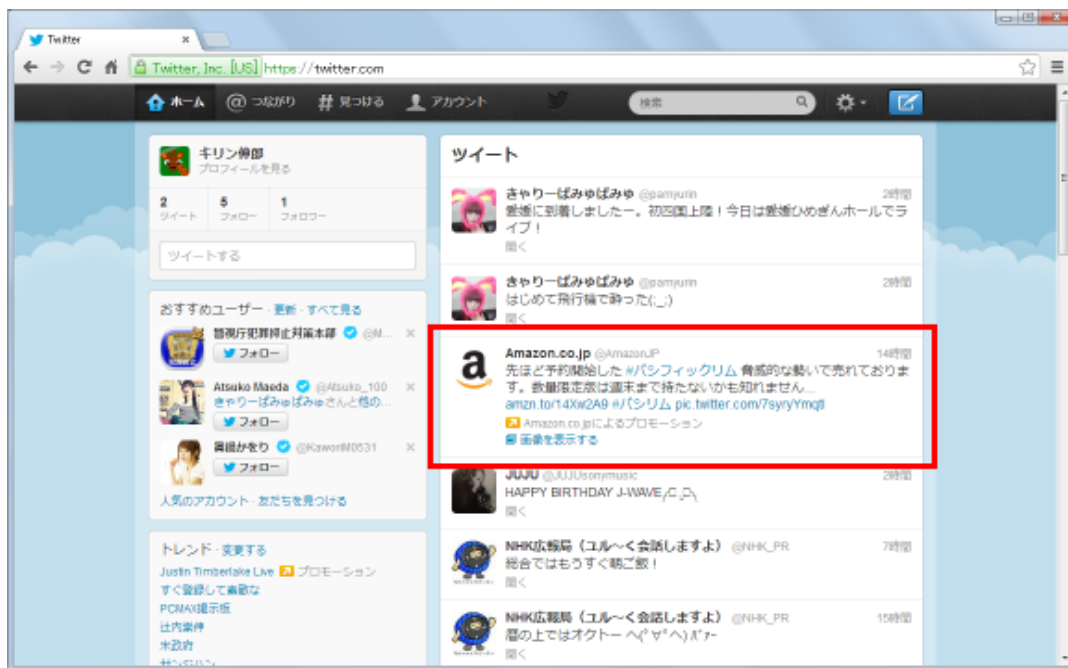 Twitter
Twitter, Inc. [US] https://twitter.com
ホーム
@ つながり
# 見つける
アカウント
検索
キリン偵郎
プロフィールを見る
2
ツイート
5
フォロー
1
フォロワー
ツイートする
おすすめユーザー · 更新 · すべて見る
警視庁犯罪抑止対策本部 @M...
フォロー
Atsuko Maeda @Atsuko_100
きゃりーぱみゅぱみゅさんと他の...
フォロー
眞鍋かをり @KaworiM0531
フォロー
人気のアカウント · 友だちを見つける
トレンド · 変更する
Justin Timberlake Live プロモーション
すぐ登録して素敵な
PCMAX掲示板
辻内案件
米政府
ツイート
きゃりーぱみゅぱみゅ @pamyurin 2時間
愛媛に到着しましたー。初四国上陸！今日は愛媛ひめぎんホールでラ
イブ！
開く
きゃりーぱみゅぱみゅ @pamyurin 2時間
はじめて飛行機で酔った(;_;)
開く
Amazon.co.jp @AmazonJP 14時間
先ほど予約開始した #パシフィックリム 脅威的な勢いで売れておりま
す。数量限定版は週末まで持たないかも知れません...
amzn.to/14Xw2A9 #パシリム pic.twitter.com/7syryYmqtl
Amazon.co.jpによるプロモーション
画像を表示する
JUJU @JUJUsonymusic 2時間
HAPPY BIRTHDAY J-WAVE
開く
NHK広報局（ユル〜く会話しますよ） @NHK_PR 7時間
総合ではもうすぐ朝ご飯！
開く
NHK広報局（ユル〜く会話しますよ） @NHK_PR 15時間
暦の上ではオクトー ヘ(ﾟ∀ﾟヘ) ﾊﾞｧｰ
開く